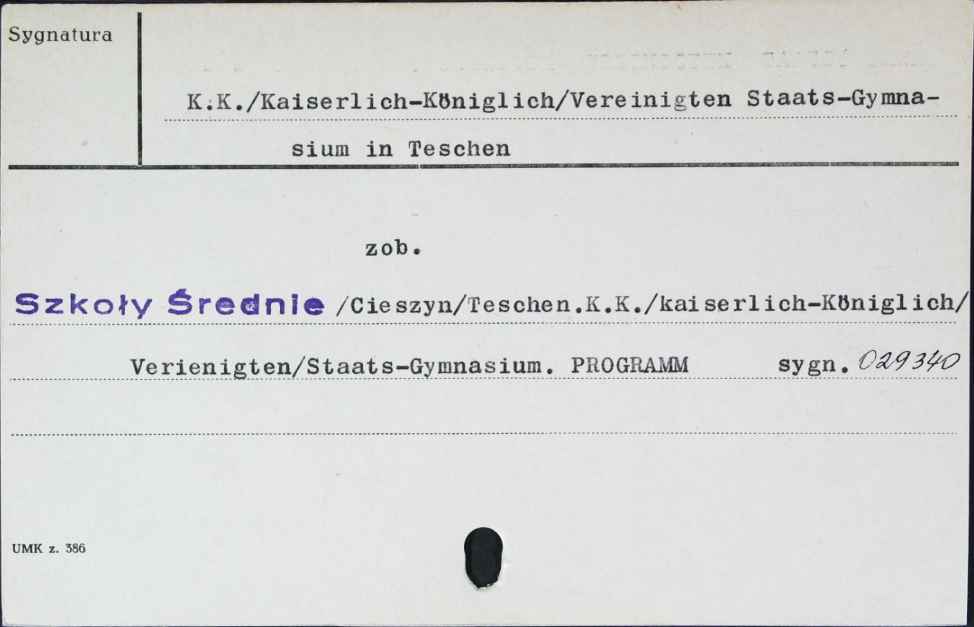 Sygnatura
K.K./Kaiserlich-Königlich/Vereinigten Staats-Gymna-
sium in Teschen
zob.
Szkoły Średnie /Cieszyn/Teschen.K.K./kaiserlich-Königlich/
Verienigten/Staats-Gymnasium. PROGRAMM sygn. 029340
UMK z. 386